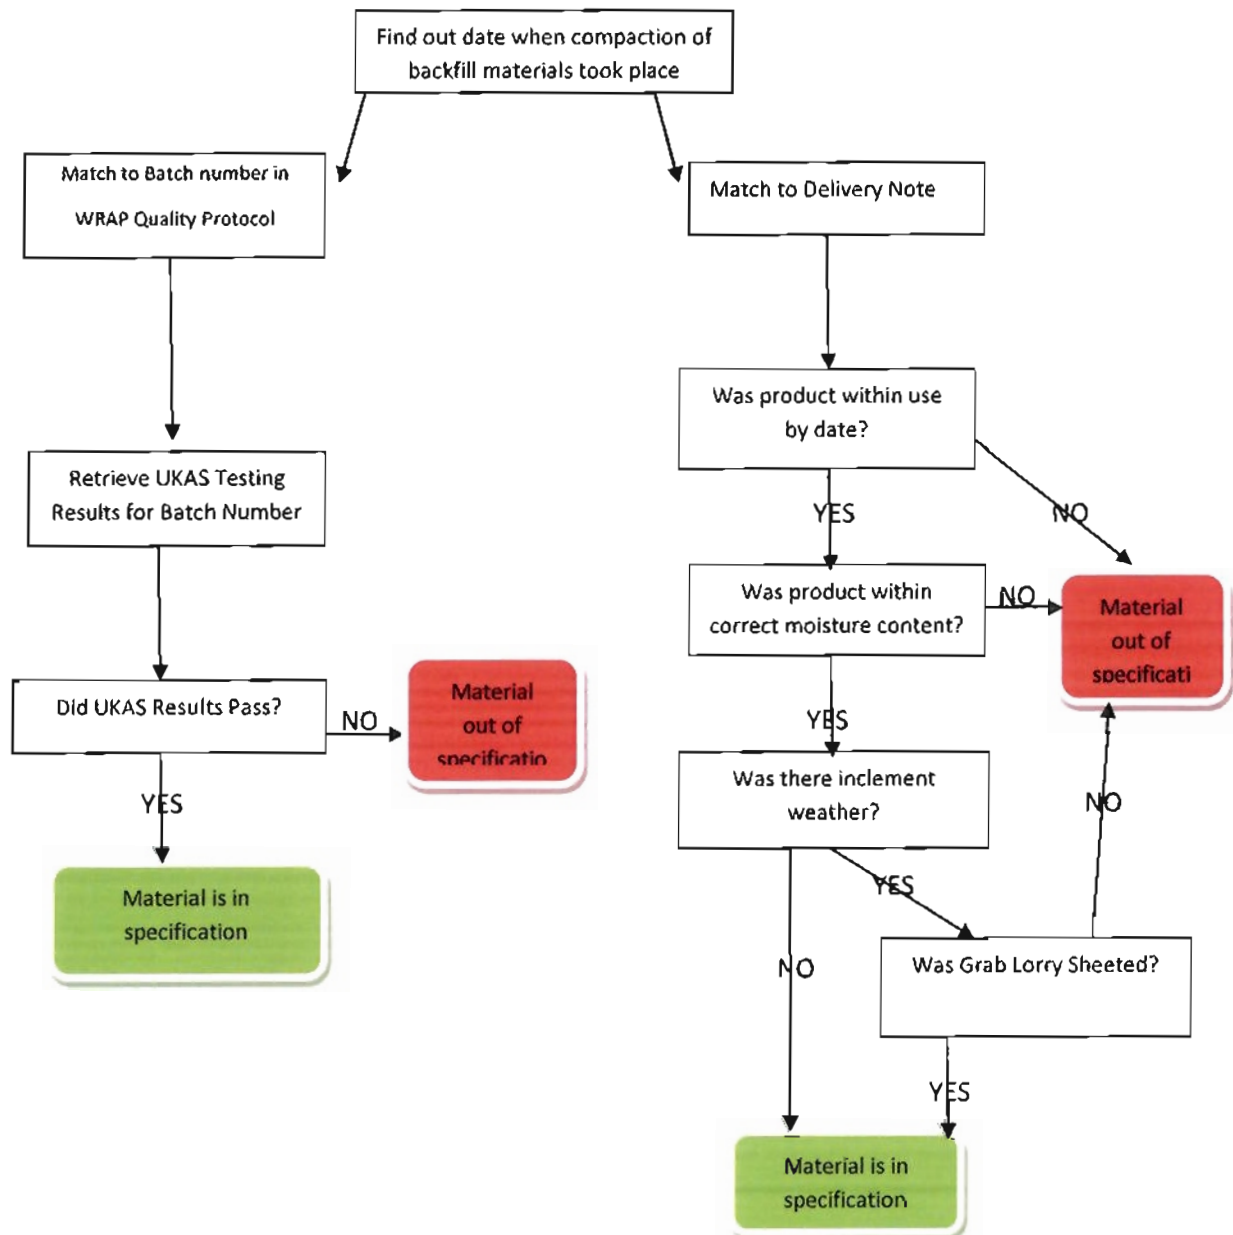 Find out date when compaction of
backfill materials took place
Match to Batch number in
WRAP Quality Protocol
Match to Delivery Note
Retrieve UKAS Testing
Results for Batch Number
Did UKAS Results Pass?
NO
Material
out of
specificatio
YES
Material is in
specification
Was product within use
by date?
YES
NO
Was product within
correct moisture content?
NO
Material
out of
specificati
YES
Was there inclement
weather?
YES
NO
NO
Was Grab Lorry Sheeted?
YES
Material is in
specification